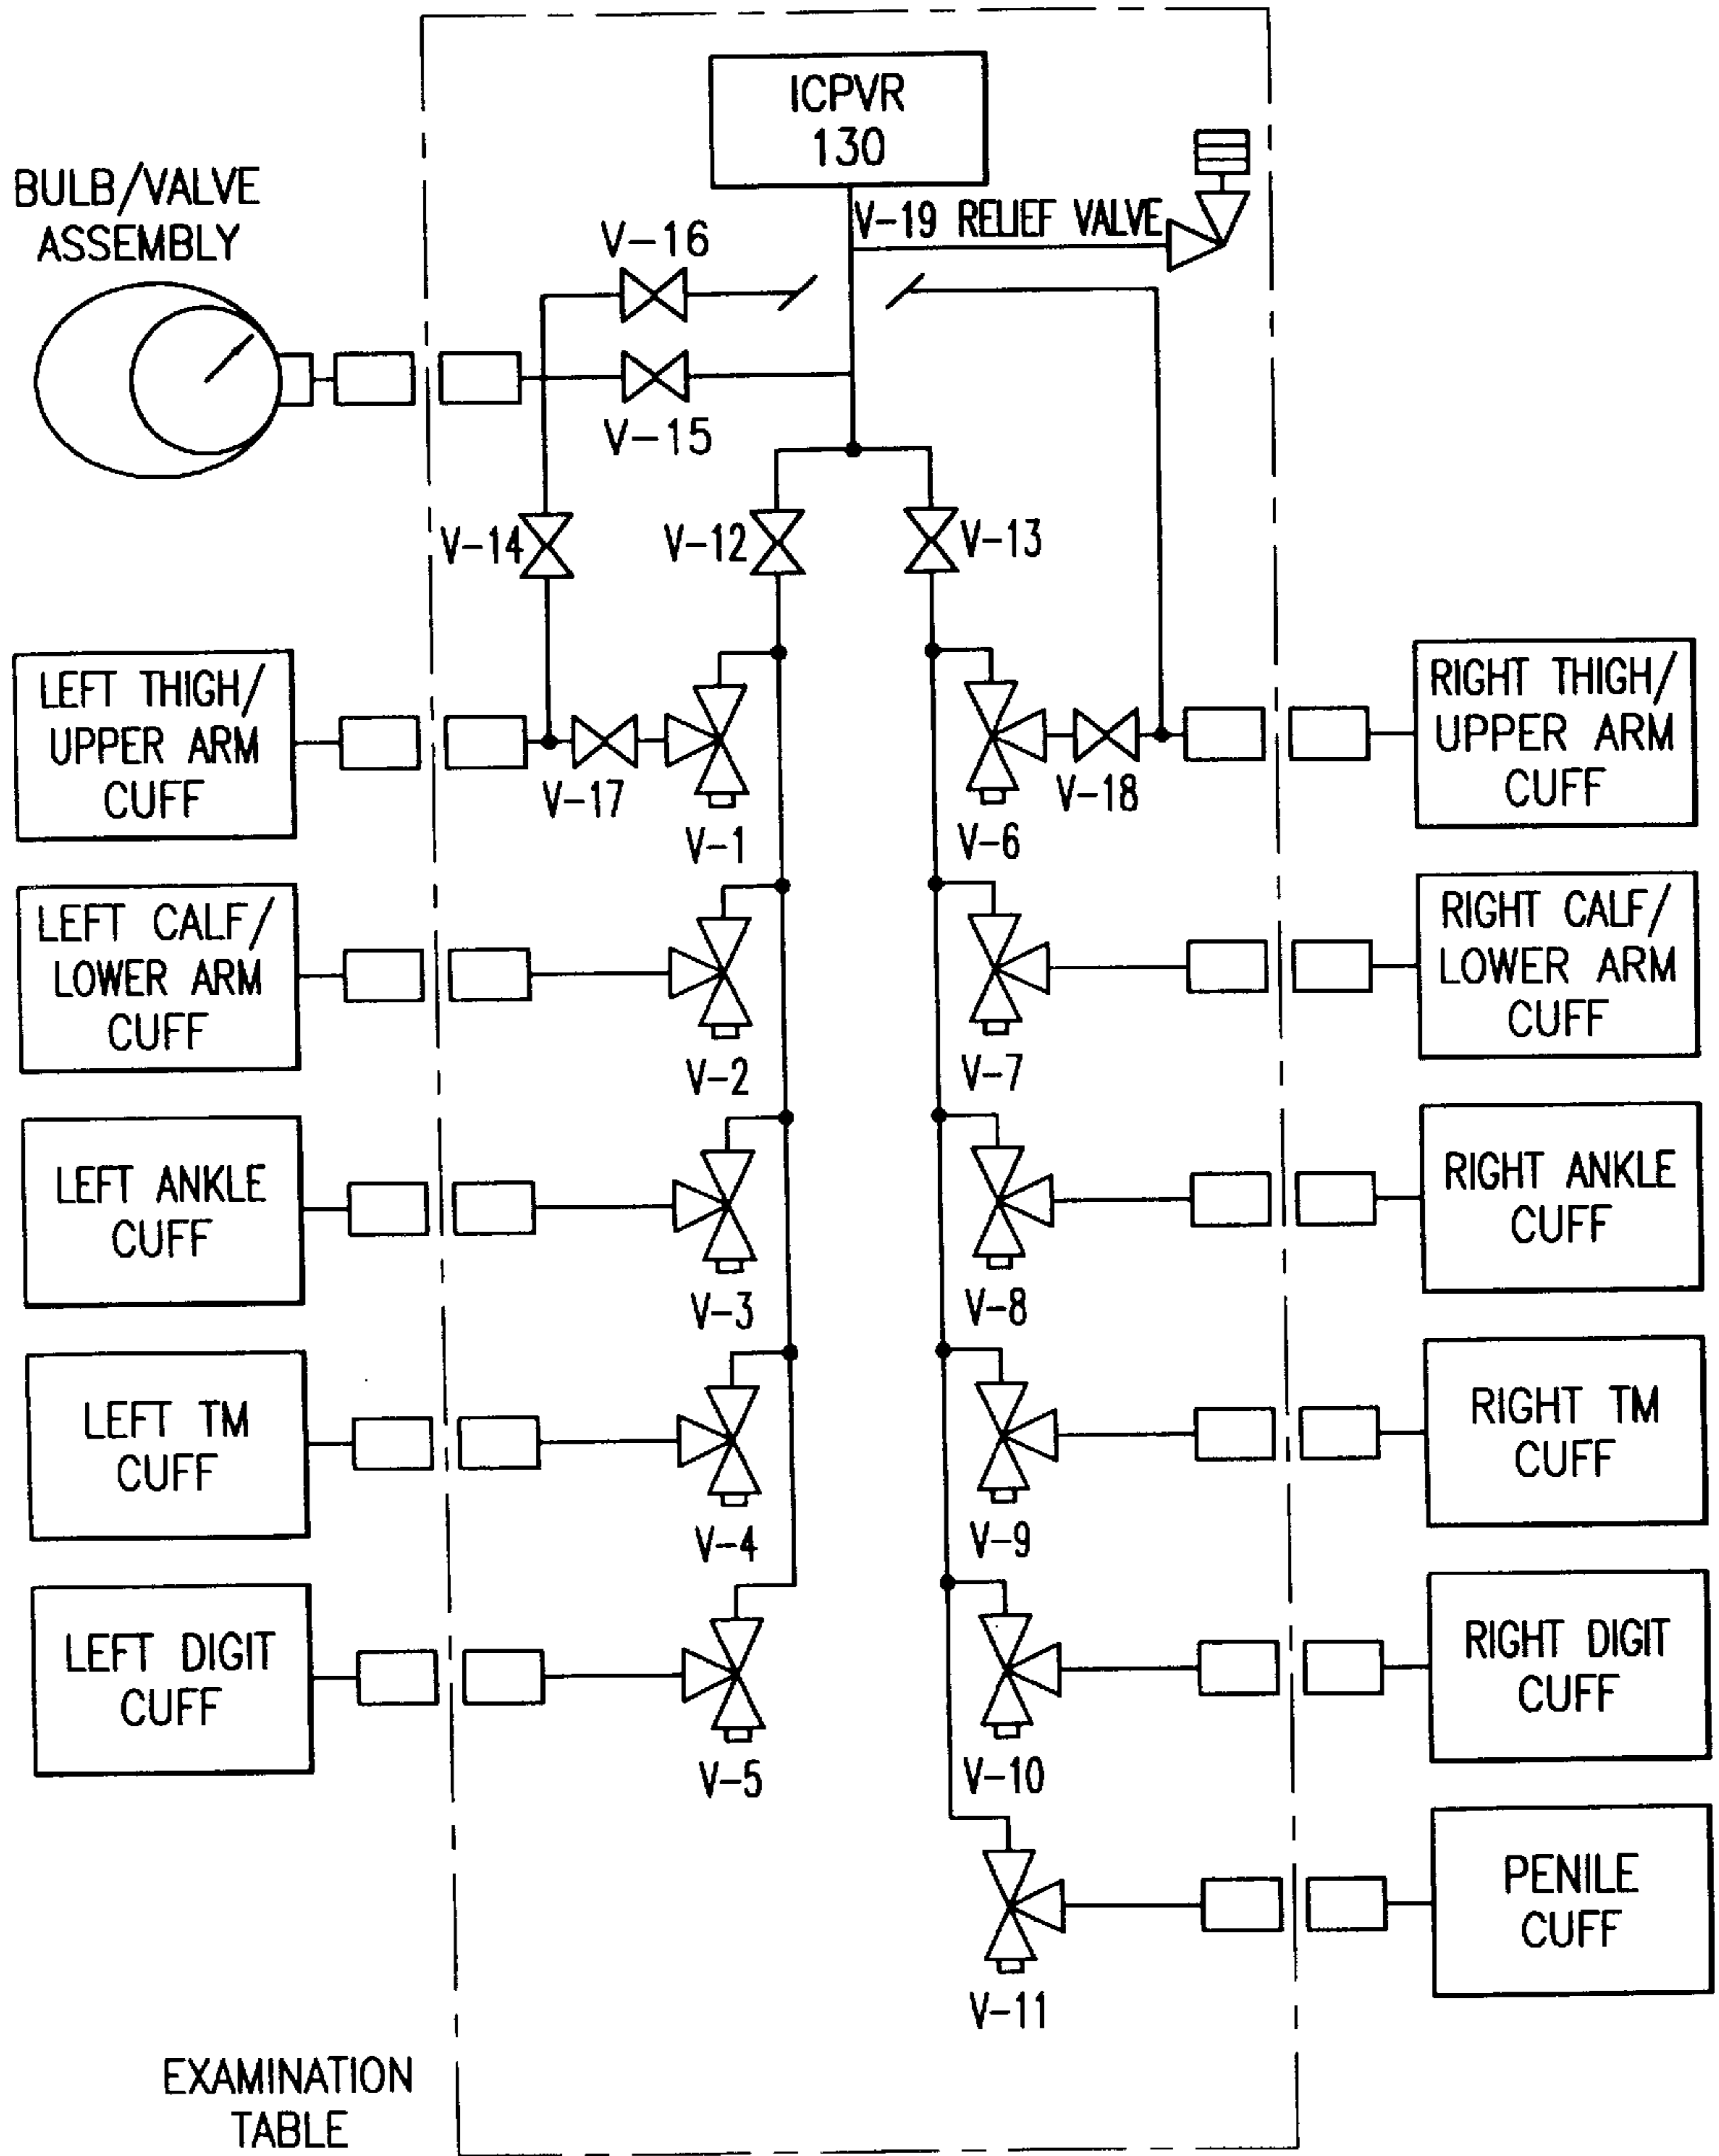 ICPVR
130
BULB/VALVE
ASSEMBLY
V-19 RELIEF VALVE
V-16
V-15
V-14
V-12
V-13
LEFT THIGH/
UPPER ARM
CUFF
V-17
V-1
V-6
V-18
RIGHT THIGH/
UPPER ARM
CUFF
LEFT CALF/
LOWER ARM
CUFF
V-2
V-7
RIGHT CALF/
LOWER ARM
CUFF
LEFT ANKLE
CUFF
V-3
V-8
RIGHT ANKLE
CUFF
LEFT TM
CUFF
V-4
V-9
RIGHT TM
CUFF
LEFT DIGIT
CUFF
V-5
V-10
RIGHT DIGIT
CUFF
V-11
PENILE
CUFF
EXAMINATION
TABLE